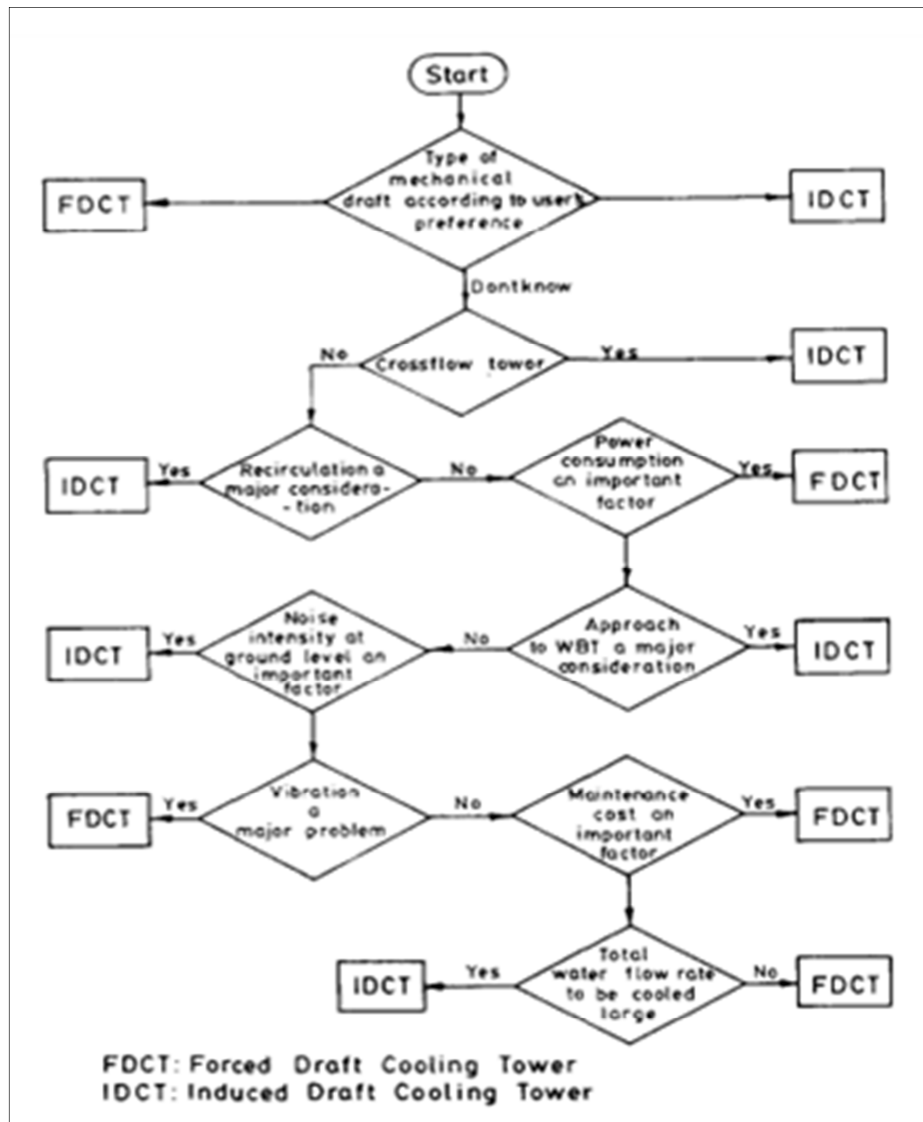 Start
Type of
mechanical
draft according to user's
preference
FDCT
IDCT
Dontknow
Crossflow tower
No
Yes
IDCT
Recirculation a
major considera-
-tion
Yes
IDCT
No
Power
consumption
an important
factor
Yes
FDCT
Approach
to WBT a major
consideration
Yes
IDCT
No
Noise
intensity at
ground level an
important
factor
Yes
IDCT
Vibration
a
major problem
Yes
FDCT
No
Maintenance
cost an
important
factor
Yes
FDCT
Total
water flow rate
to be cooled
large
Yes
IDCT
No
FDCT
FDCT: Forced Draft Cooling Tower
IDCT: Induced Draft Cooling Tower